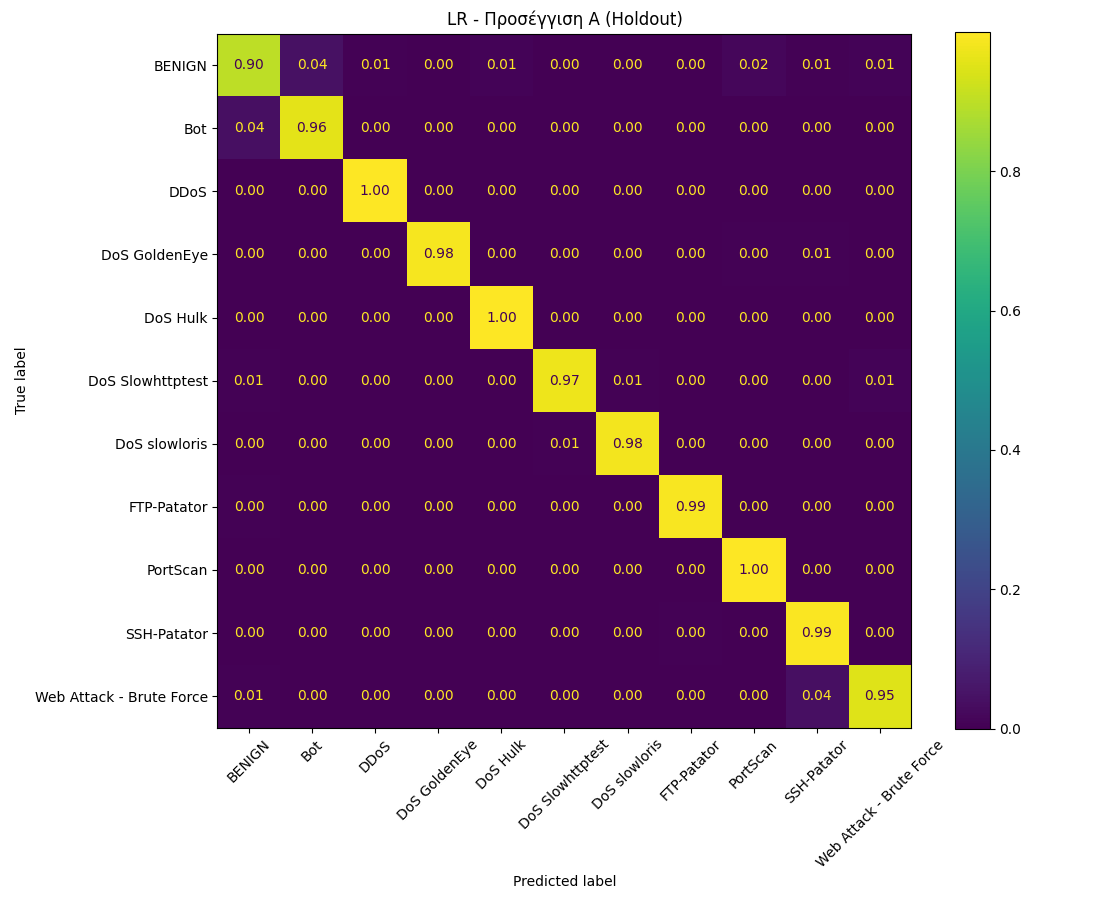 LR - Προσέγγιση Α (Holdout)
True label
BENIGN 0.90 0.04 0.01 0.00 0.01 0.00 0.00 0.00 0.02 0.01 0.01
Bot 0.04 0.96 0.00 0.00 0.00 0.00 0.00 0.00 0.00 0.00 0.00
DDoS 0.00 0.00 1.00 0.00 0.00 0.00 0.00 0.00 0.00 0.00 0.00
DoS GoldenEye 0.00 0.00 0.00 0.98 0.00 0.00 0.00 0.00 0.00 0.01 0.00
DoS Hulk 0.00 0.00 0.00 0.00 1.00 0.00 0.00 0.00 0.00 0.00 0.00
DoS Slowhttptest 0.01 0.00 0.00 0.00 0.00 0.97 0.01 0.00 0.00 0.00 0.01
DoS slowloris 0.00 0.00 0.00 0.00 0.00 0.01 0.98 0.00 0.00 0.00 0.00
FTP-Patator 0.00 0.00 0.00 0.00 0.00 0.00 0.00 0.99 0.00 0.00 0.00
PortScan 0.00 0.00 0.00 0.00 0.00 0.00 0.00 0.00 1.00 0.00 0.00
SSH-Patator 0.00 0.00 0.00 0.00 0.00 0.00 0.00 0.00 0.00 0.99 0.00
Web Attack - Brute Force 0.01 0.00 0.00 0.00 0.00 0.00 0.00 0.00 0.00 0.04 0.95
BENIGN
Bot
DDoS
DoS GoldenEye
DoS Hulk
DoS Slowhttptest
DoS slowloris
FTP-Patator
PortScan
SSH-Patator
Web Attack - Brute Force
Predicted label
0.8
0.6
0.4
0.2
0.0